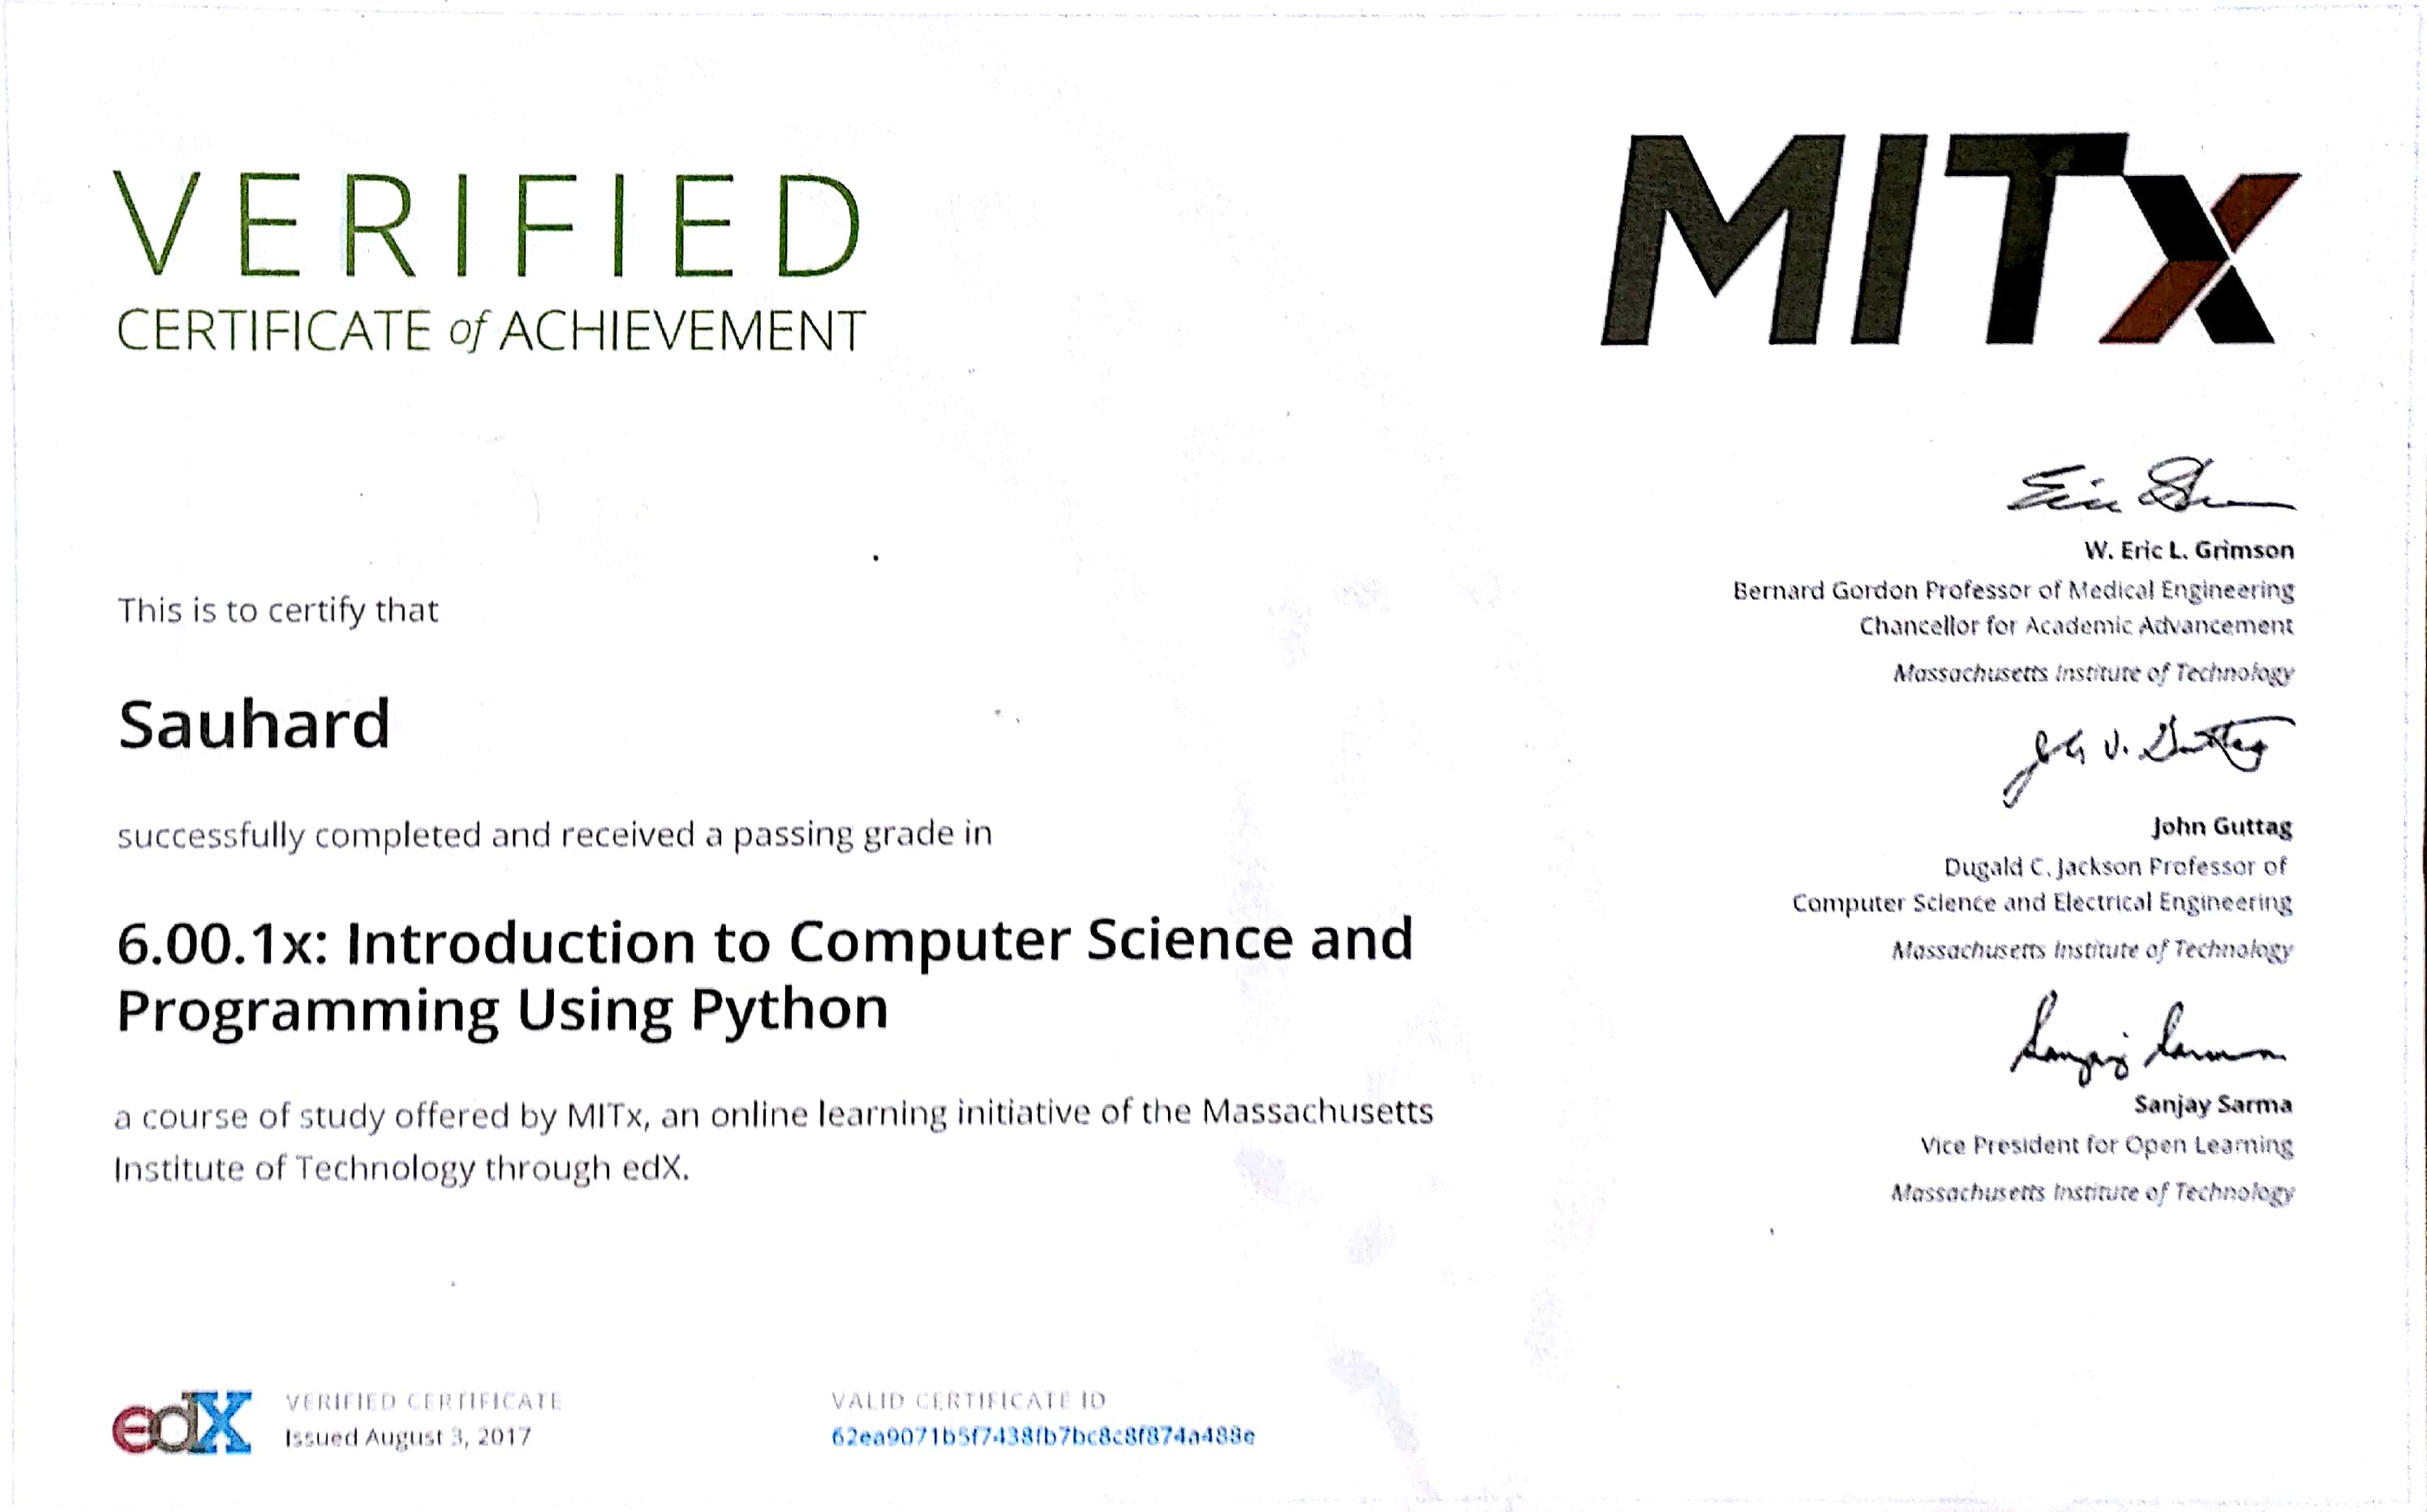 VERIFIED
CERTIFICATE of ACHIEVEMENT
MITx
This is to certify that
Sauhard
successfully completed and received a passing grade in
6.00.1x: Introduction to Computer Science and
Programming Using Python
a course of study offered by MITx, an online learning initiative of the Massachusetts
Institute of Technology through edX.
W. Eric L. Grimson
Bernard Gordon Professor of Medical Engineering
Chancellor for Academic Advancement
Massachusetts Institute of Technology
John Guttag
Dugald C. Jackson Professor of
Computer Science and Electrical Engineering
Massachusetts Institute of Technology
Sanjay Sarma
Vice President for Open Learning
Massachusetts Institute of Technology
edX
VERIFIED CERTIFICATE
Issued August 3, 2017
VALID CERTIFICATE ID
62ea9071b5f7438fb7bc8c8f874a488e